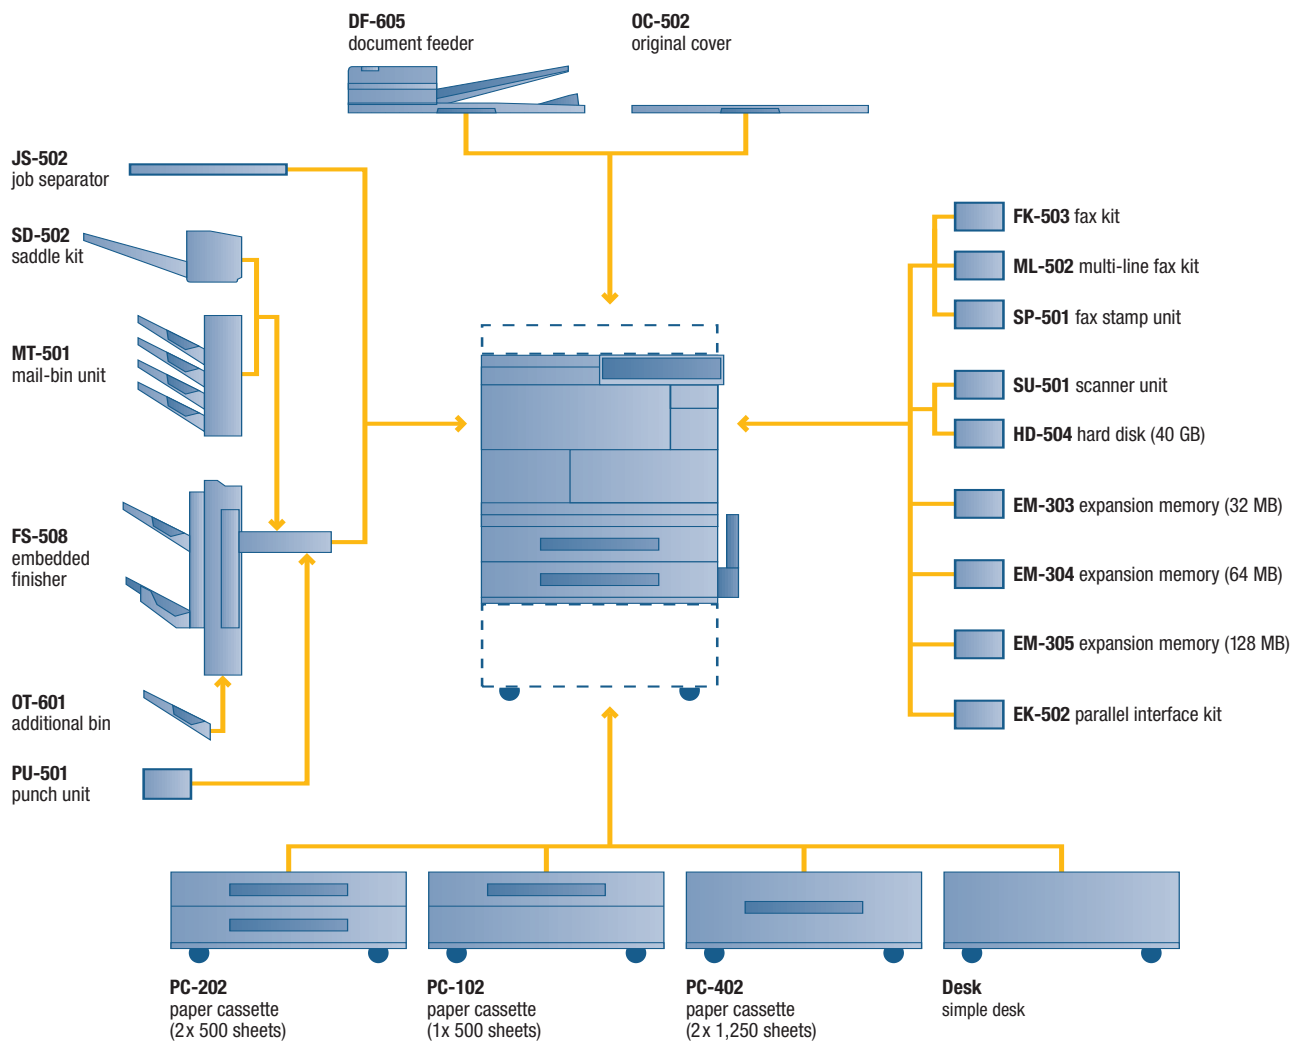 DF-605
document feeder
OC-502
original cover
JS-502
job separator
SD-502
saddle kit
MT-501
mail-bin unit
FS-508
embedded
finisher
OT-601
additional bin
PU-501
punch unit
FK-503 fax kit
ML-502 multi-line fax kit
SP-501 fax stamp unit
SU-501 scanner unit
HD-504 hard disk (40 GB)
EM-303 expansion memory (32 MB)
EM-304 expansion memory (64 MB)
EM-305 expansion memory (128 MB)
EK-502 parallel interface kit
PC-202
paper cassette
(2x 500 sheets)
PC-102
paper cassette
(1x 500 sheets)
PC-402
paper cassette
(2x 1,250 sheets)
Desk
simple desk